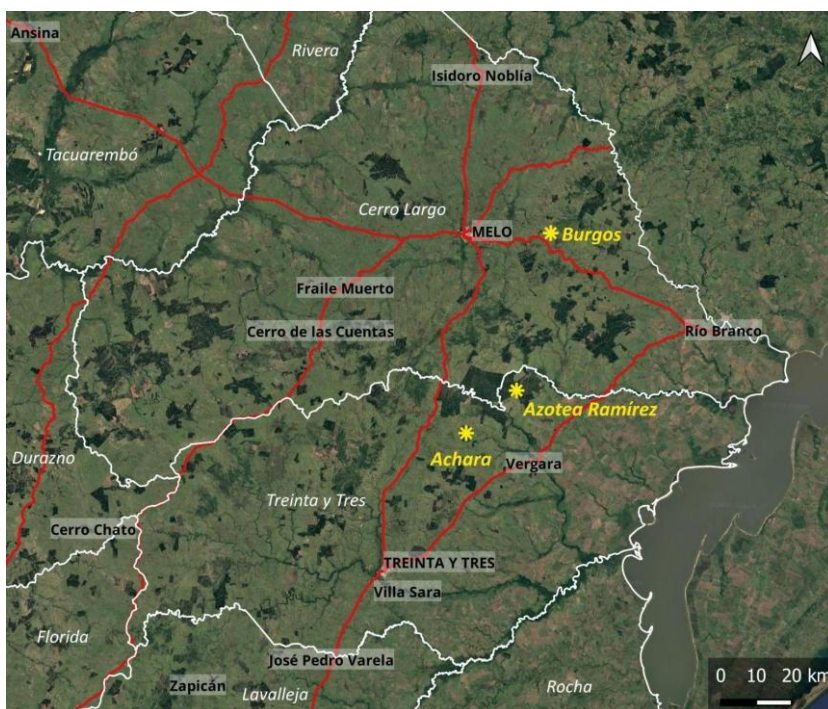 Ansina
Rivera
Isidoro Noblía
Tacuarembó
Cerro Largo
MELO
Burgos
Fraile Muerto
Cerro de las Cuentas
Río Branco
Azotea Ramírez
Achara
Durazno
Vergara
Treinta y Tres
Cerro Chato
TREINTA Y TRES
Villa Sara
Florida
José Pedro Varela
Zapicán
Lavalleja
Rocha
0 10 20 km